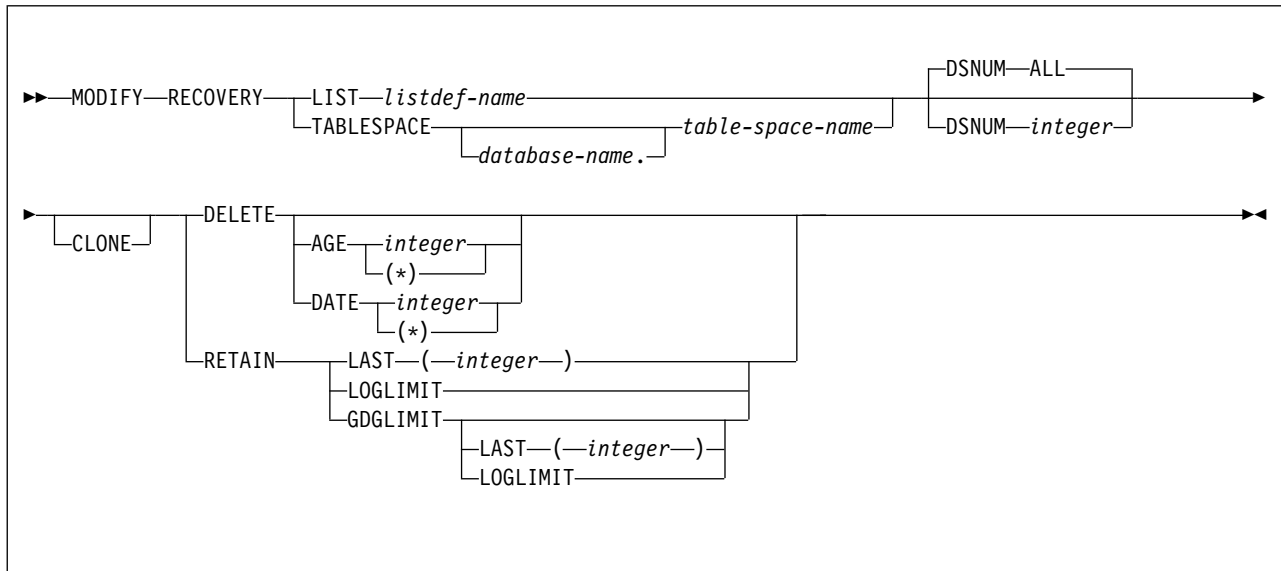 DSNUM ALL
MODIFY RECOVERY LIST listdef-name
DSNUM integer
TABLESPACE table-space-name
database-name.
DELETE
CLONE
AGE integer
(*)
DATE integer
(*)
RETAIN LAST ( integer )
LOGLIMIT
GDGLIMIT
LAST ( integer )
LOGLIMIT